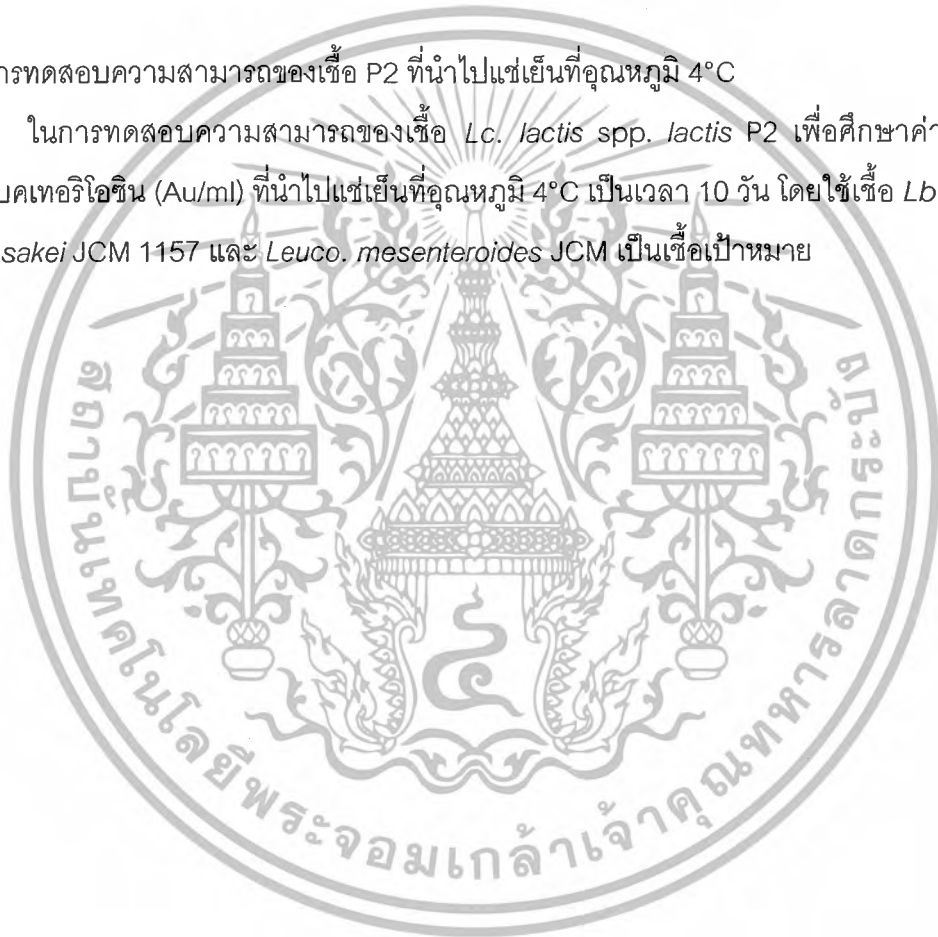 ารทดสอบความสามารถของเชื้อ P2 ที่นำไปแช่เย็นที่อุณหภูมิ 4°C
ในการทดสอบความสามารถของเชื้อ Lc. lactis spp. lactis P2 เพื่อศึกษาค่า
บคเทอริโอซิน (Au/ml) ที่นำไปแช่เย็นที่อุณหภูมิ 4°C เป็นเวลา 10 วัน โดยใช้เชื้อ Lb
sakei JCM 1157 และ Leuco. mesenteroides JCM เป็นเชื้อเป้าหมาย
สถาบันเทคโนโลยีพระจอมเกล้าเจ้าคุณทหารลาดกระบัง